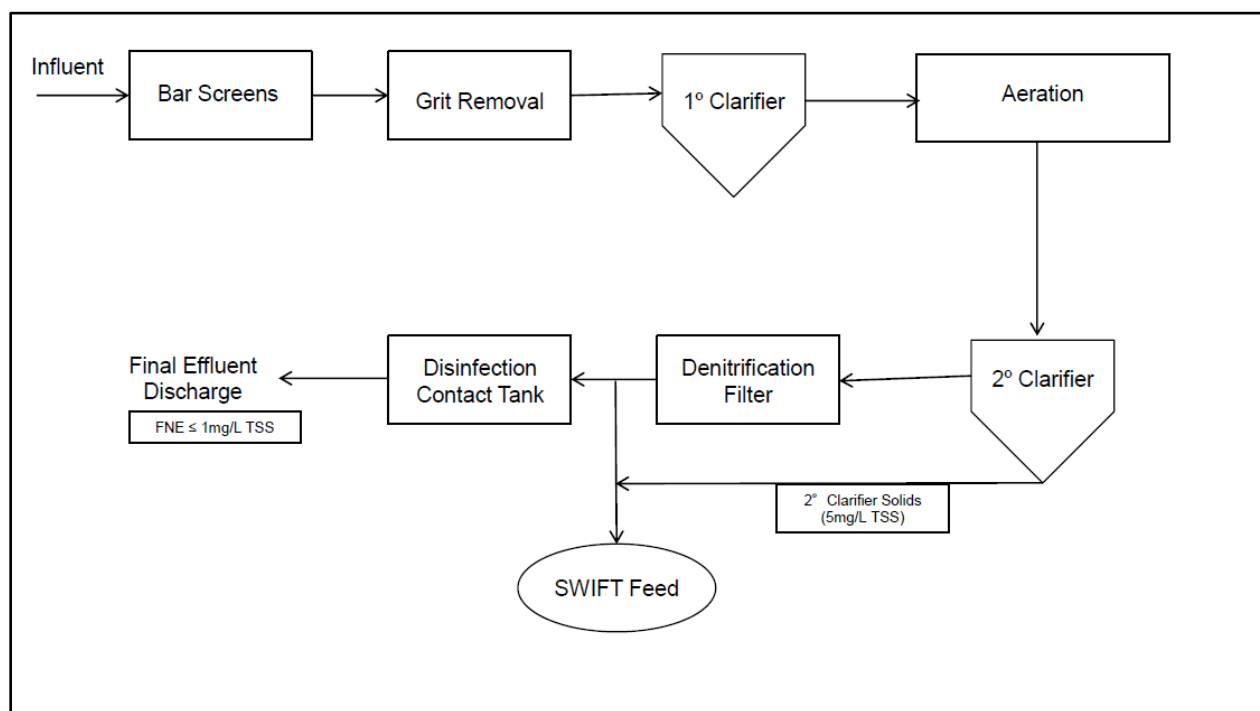 Influent
Bar Screens
Grit Removal
1º Clarifier
Aeration
Final Effluent
Discharge
FNE ≤ 1mg/L TSS
Disinfection
Contact Tank
Denitrification
Filter
2º Clarifier
2° Clarifier Solids
(5mg/L TSS)
SWIFT Feed